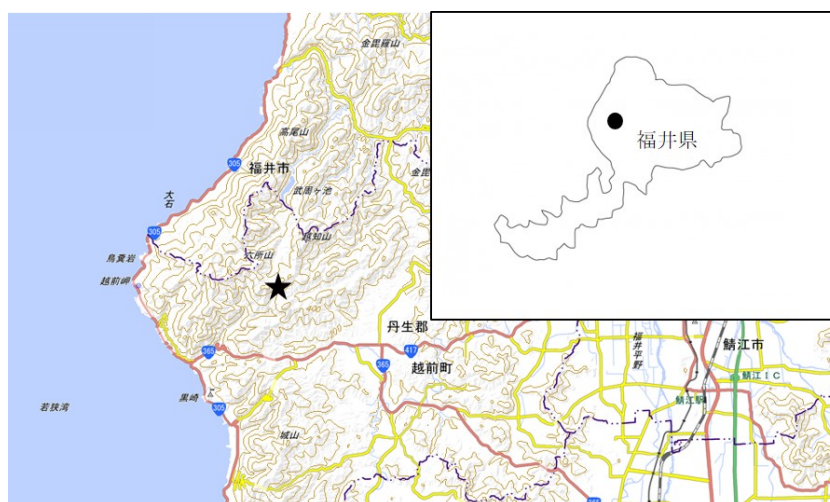 金毘羅山
高尾山
305
福井市
武周ヶ池
金毘
大石
305
六所山
鳥糞岩
越前岬
400
丹生郡
365
417
365
越前町
黒崎
305
若狭湾
城山
福井平野
鯖江市
鯖江IC
鯖江駅
福井県